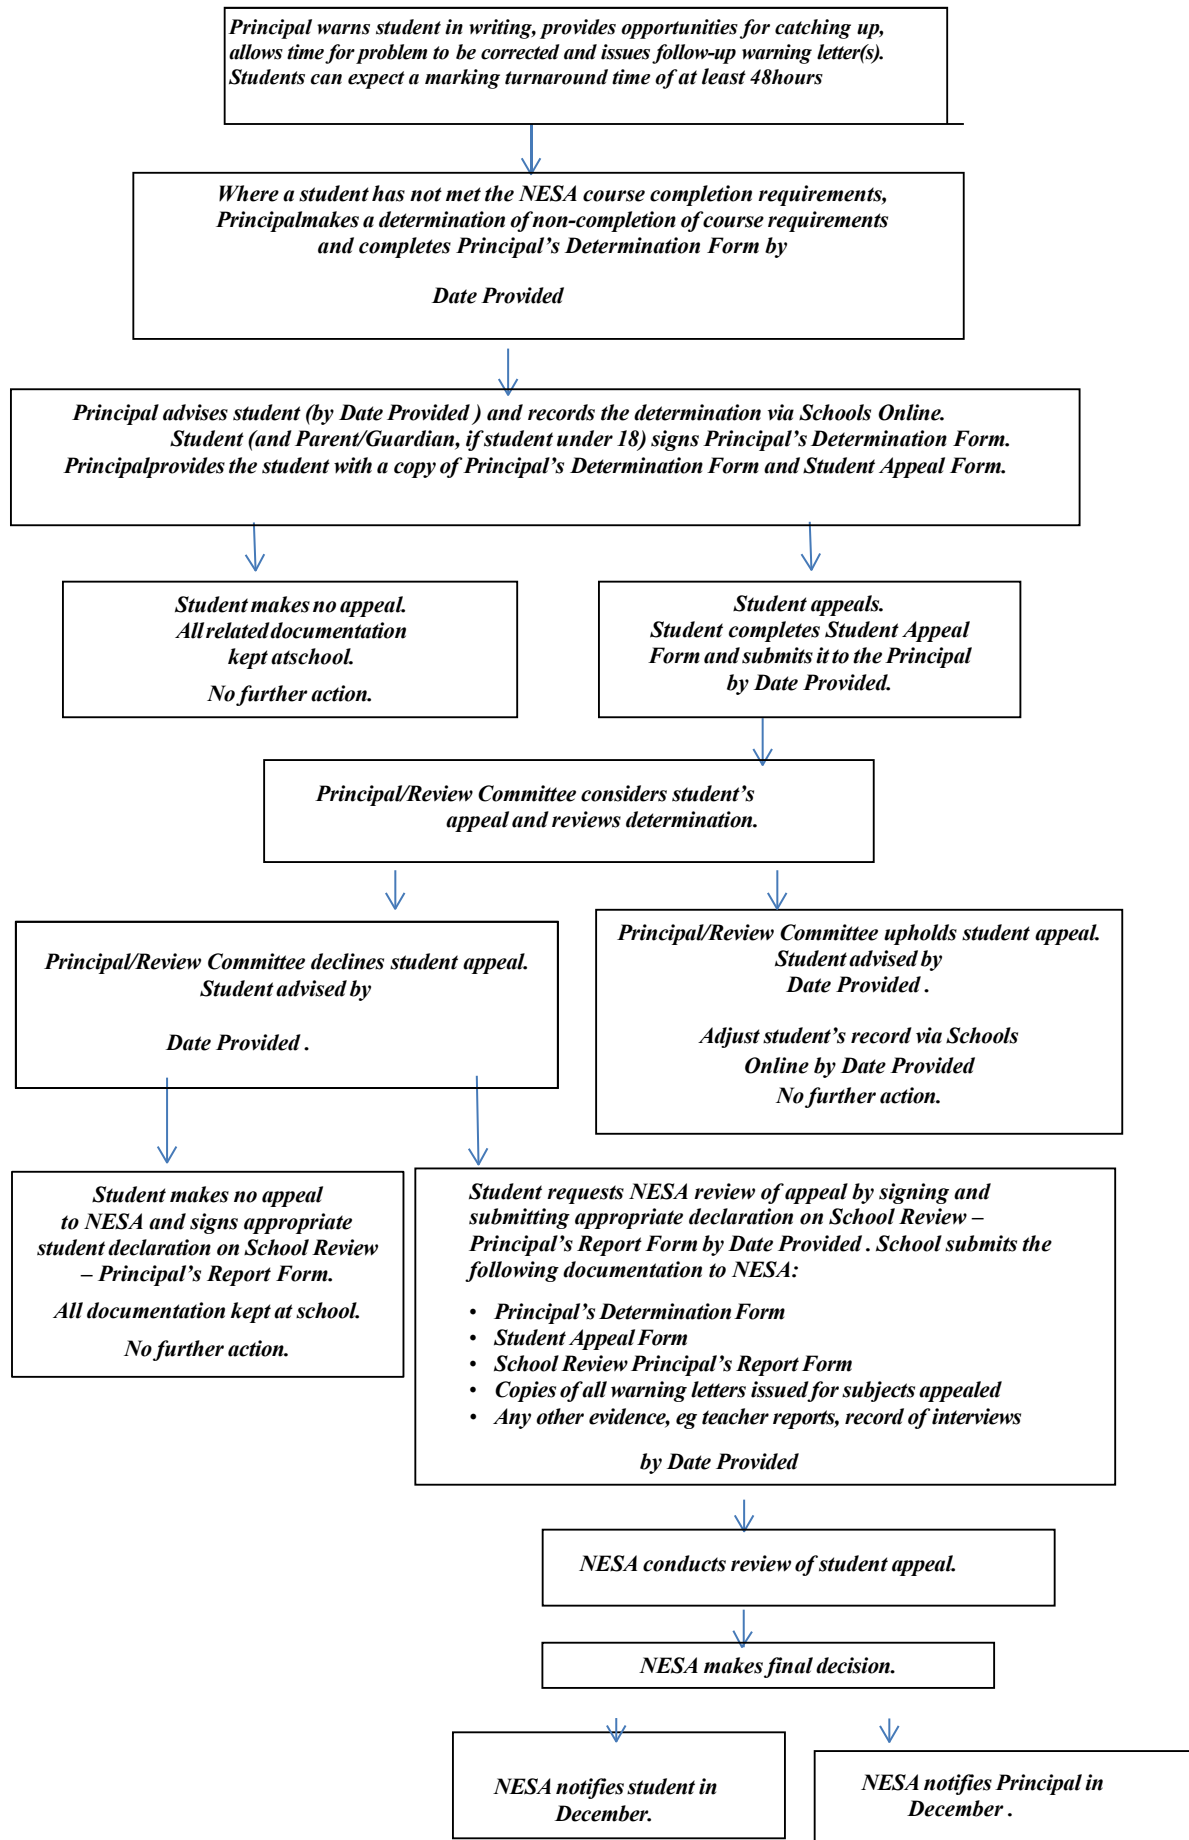 Principal warns student in writing, provides opportunities for catching up,
allows time for problem to be corrected and issues follow-up warning letter(s).
Students can expect a marking turnaround time of at least 48hours
Where a student has not met the NESA course completion requirements,
Principalmakes a determination of non-completion of course requirements
and completes Principal’s Determination Form by
Date Provided
Principal advises student (by Date Provided ) and records the determination via Schools Online.
Student (and Parent/Guardian, if student under 18) signs Principal’s Determination Form.
Principalprovides the student with a copy of Principal’s Determination Form and Student Appeal Form.
Student makes no appeal.
All related documentation
kept atschool.
No further action.
Student appeals.
Student completes Student Appeal
Form and submits it to the Principal
by Date Provided.
Principal/Review Committee considers student’s
appeal and reviews determination.
Principal/Review Committee declines student appeal.
Student advised by
Date Provided .
Principal/Review Committee upholds student appeal.
Student advised by
Date Provided .
Adjust student’s record via Schools
Online by Date Provided
No further action.
Student makes no appeal
to NESA and signs appropriate
student declaration on School Review
– Principal’s Report Form.
All documentation kept at school.
No further action.
Student requests NESA review of appeal by signing and
submitting appropriate declaration on School Review –
Principal’s Report Form by Date Provided . School submits the
following documentation to NESA:
• Principal’s Determination Form
• Student Appeal Form
• School Review Principal’s Report Form
• Copies of all warning letters issued for subjects appealed
• Any other evidence, eg teacher reports, record of interviews
by Date Provided
NESA conducts review of student appeal.
NESA makes final decision.
NESA notifies student in
December.
NESA notifies Principal in
December .